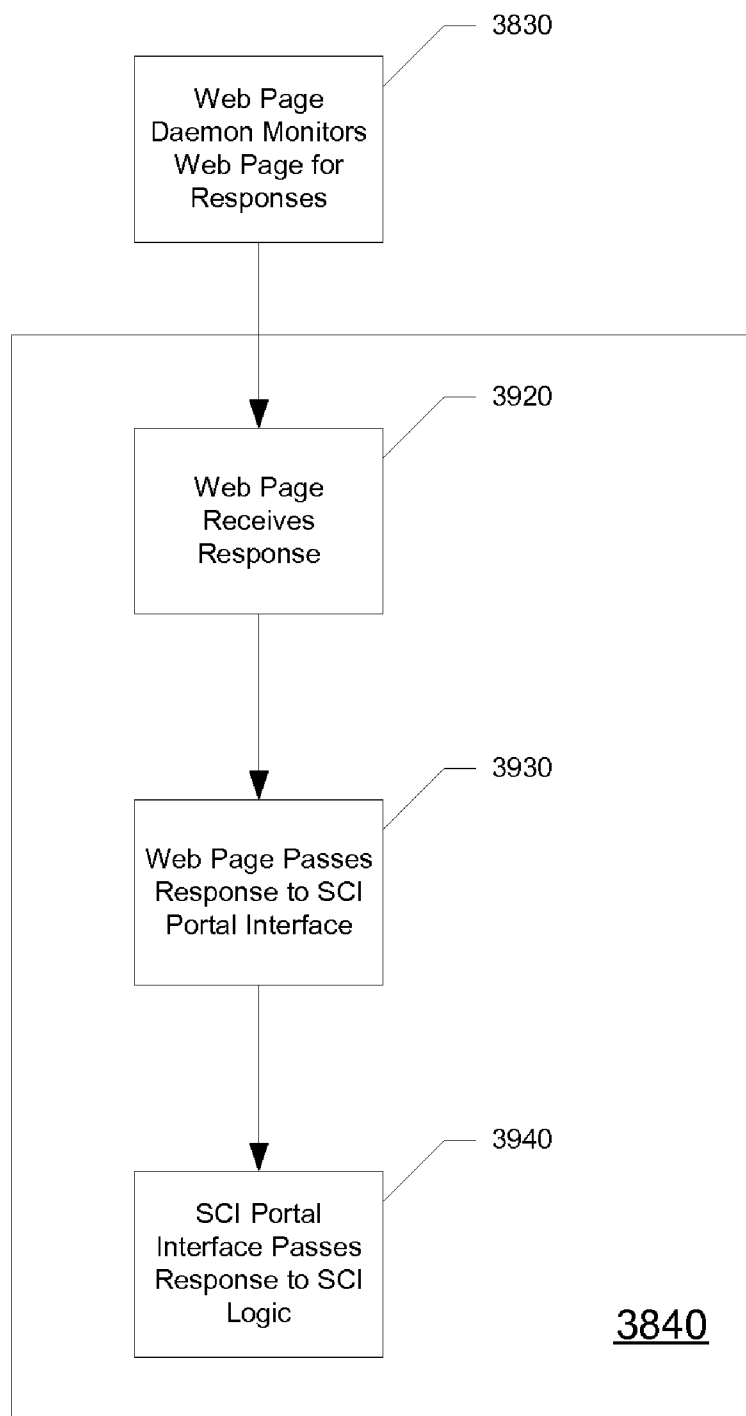 3830
Web Page
Daemon Monitors
Web Page for
Responses
3920
Web Page
Receives
Response
3930
Web Page Passes
Response to SCI
Portal Interface
3940
SCI Portal
Interface Passes
Response to SCI
Logic
3840